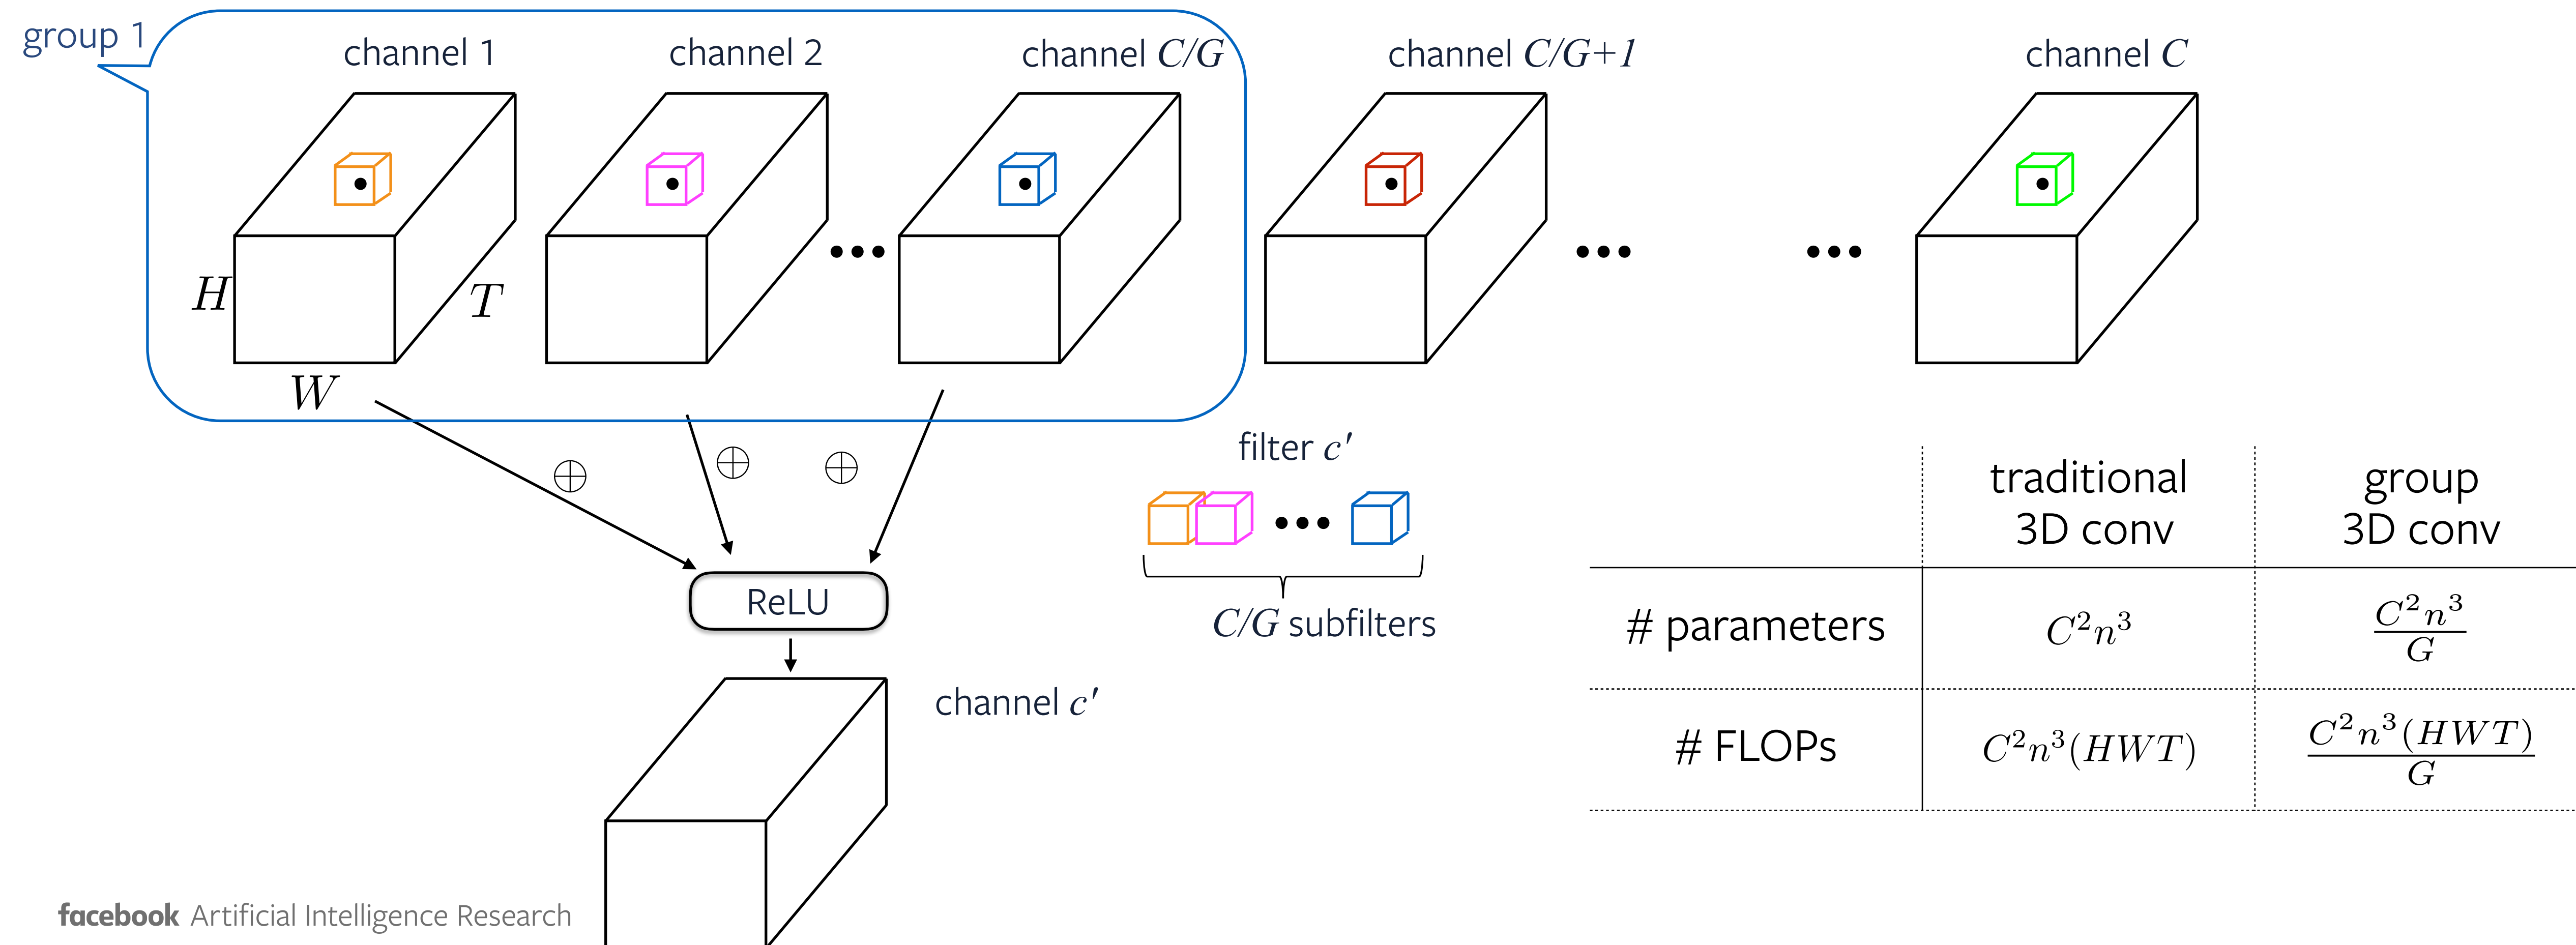 group 1
channel 1
channel 2
channel C/G
channel C/G+1
channel C
H
T
W
filter c′
C/G subfilters
ReLU
channel c′
traditional
3D conv
group
3D conv
# parameters
C²n³
C²n³
G
# FLOPs
C²n³(HWT)
C²n³(HWT)
G
facebook Artificial Intelligence Research